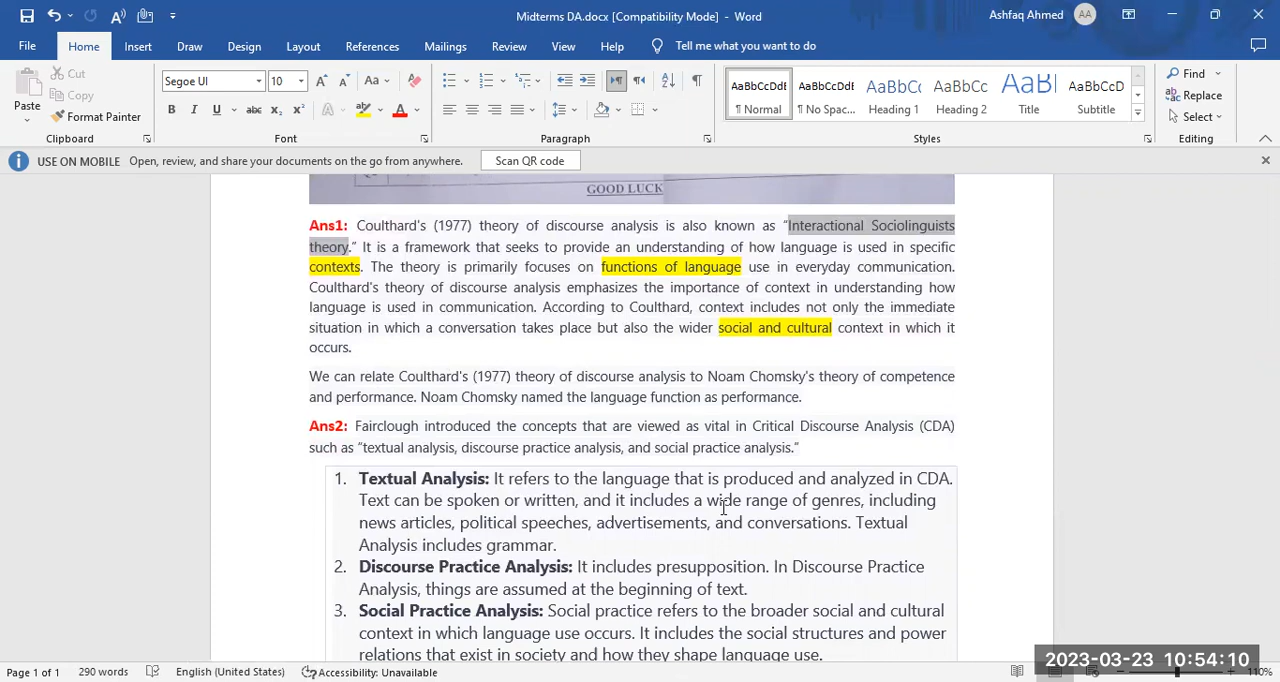 Midterms DA.docx [Compatibility Mode] - Word
Ashfaq Ahmed AA
File Home Insert Draw Design Layout References Mailings Review View Help Tell me what you want to do
Paste
Cut
Copy
Format Painter
Segoe UI 10
AaBbCcDdE AaBbCcDdE AaBbCc AaBbCc AaBl AaBbCcD
¶ Normal ¶ No Spac... Heading 1 Heading 2 Title Subtitle
Find
Replace
Select
Clipboard Font Paragraph Styles Editing
USE ON MOBILE Open, review, and share your documents on the go from anywhere. Scan QR code
GOOD LUCK
Ans1: Coulthard's (1977) theory of discourse analysis is also known as “Interactional Sociolinguists
theory.” It is a framework that seeks to provide an understanding of how language is used in specific
contexts. The theory is primarily focuses on functions of language use in everyday communication.
Coulthard's theory of discourse analysis emphasizes the importance of context in understanding how
language is used in communication. According to Coulthard, context includes not only the immediate
situation in which a conversation takes place but also the wider social and cultural context in which it
occurs.
We can relate Coulthard's (1977) theory of discourse analysis to Noam Chomsky's theory of competence
and performance. Noam Chomsky named the language function as performance.
Ans2: Fairclough introduced the concepts that are viewed as vital in Critical Discourse Analysis (CDA)
such as “textual analysis, discourse practice analysis, and social practice analysis.”
1. Textual Analysis: It refers to the language that is produced and analyzed in CDA.
Text can be spoken or written, and it includes a wide range of genres, including
news articles, political speeches, advertisements, and conversations. Textual
Analysis includes grammar.
2. Discourse Practice Analysis: It includes presupposition. In Discourse Practice
Analysis, things are assumed at the beginning of text.
3. Social Practice Analysis: Social practice refers to the broader social and cultural
context in which language use occurs. It includes the social structures and power
relations that exist in society and how they shape language use.
Page 1 of 1 290 words English (United States) Accessibility: Unavailable 110%
2023-03-23 10:54:10